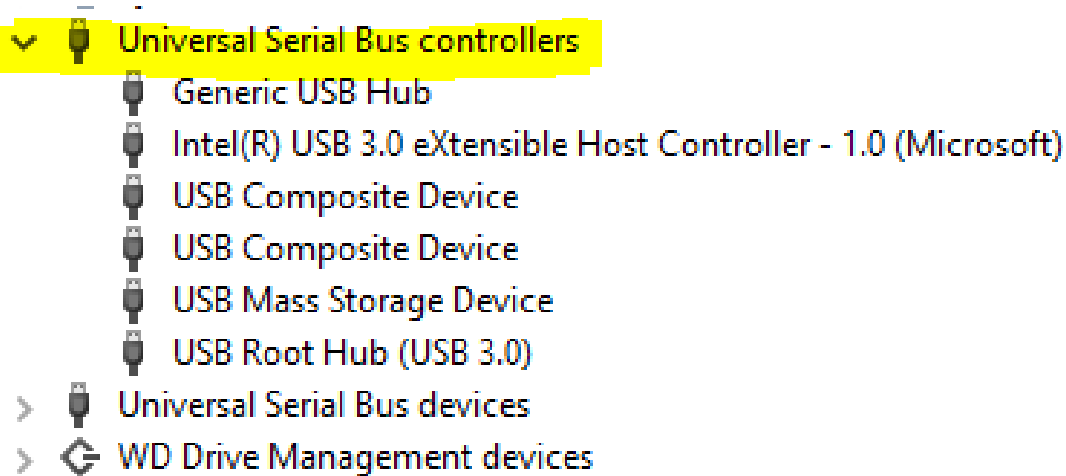 Universal Serial Bus controllers
Generic USB Hub
Intel(R) USB 3.0 eXtensible Host Controller - 1.0 (Microsoft)
USB Composite Device
USB Composite Device
USB Mass Storage Device
USB Root Hub (USB 3.0)
Universal Serial Bus devices
WD Drive Management devices